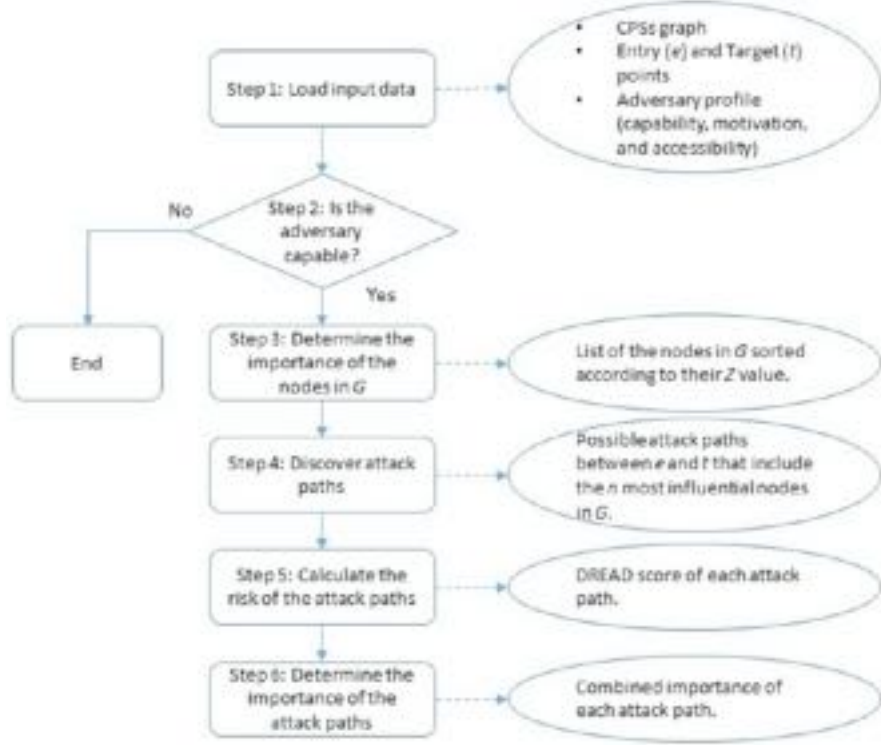 Step 1: Load input data
• CPSs graph
• Entry (e) and Target (t)
points
• Adversary profile
(capability, motivation,
and accessibility)
No
Step 2: Is the
adversary
capable?
Yes
End
Step 3: Determine the
importance of the
nodes in G
List of the nodes in G sorted
according to their Z value.
Step 4: Discover attack
paths
Possible attack paths
between e and t that include
the n most influential nodes
in G.
Step 5: Calculate the
risk of the attack paths
DREAD score of each attack
path.
Step 6: Determine the
importance of the
attack paths
Combined importance of
each attack path.